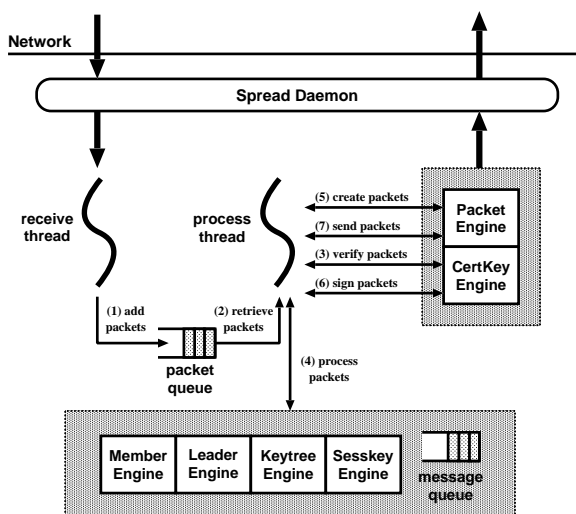 Network
Spread Daemon
receive
thread
process
thread
(5) create packets
(7) send packets
(3) verify packets
(6) sign packets
Packet
Engine
CertKey
Engine
(1) add
packets
(2) retrieve
packets
packet
queue
(4) process
packets
Member
Engine
Leader
Engine
Keytree
Engine
Sesskey
Engine
message
queue